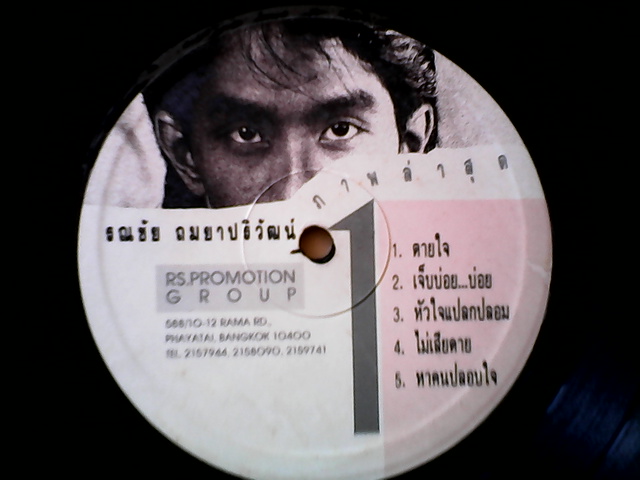 ภาพล่าสุด
ธณชัย ถมยาปริวัฒน์
RS.PROMOTION
GROUP
588/10-12 RAMA RD.,
PHAYATAI, BANGKOK 10400
TEL. 2157944, 2158090, 2159741
1
1. ตายใจ
2. เจ็บบ่อย...บ่อย
3. หัวใจแปลกปลอม
4. ไม่เสียดาย
5. หาคนปลอบใจ